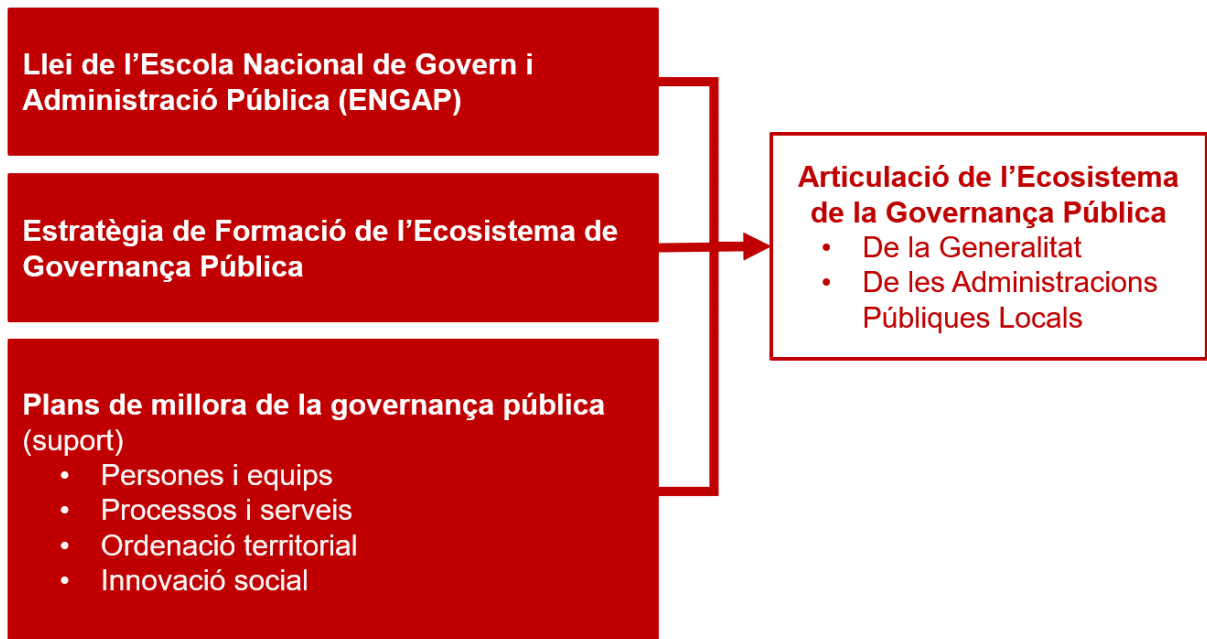 Llei de l’Escola Nacional de Govern i
Administració Pública (ENGAP)
Estratègia de Formació de l’Ecosistema de
Governança Pública
Plans de millora de la governança pública
(suport)
• Persones i equips
• Processos i serveis
• Ordenació territorial
• Innovació social
Articulació de l’Ecosistema
de la Governança Pública
• De la Generalitat
• De les Administracions
Públiques Locals